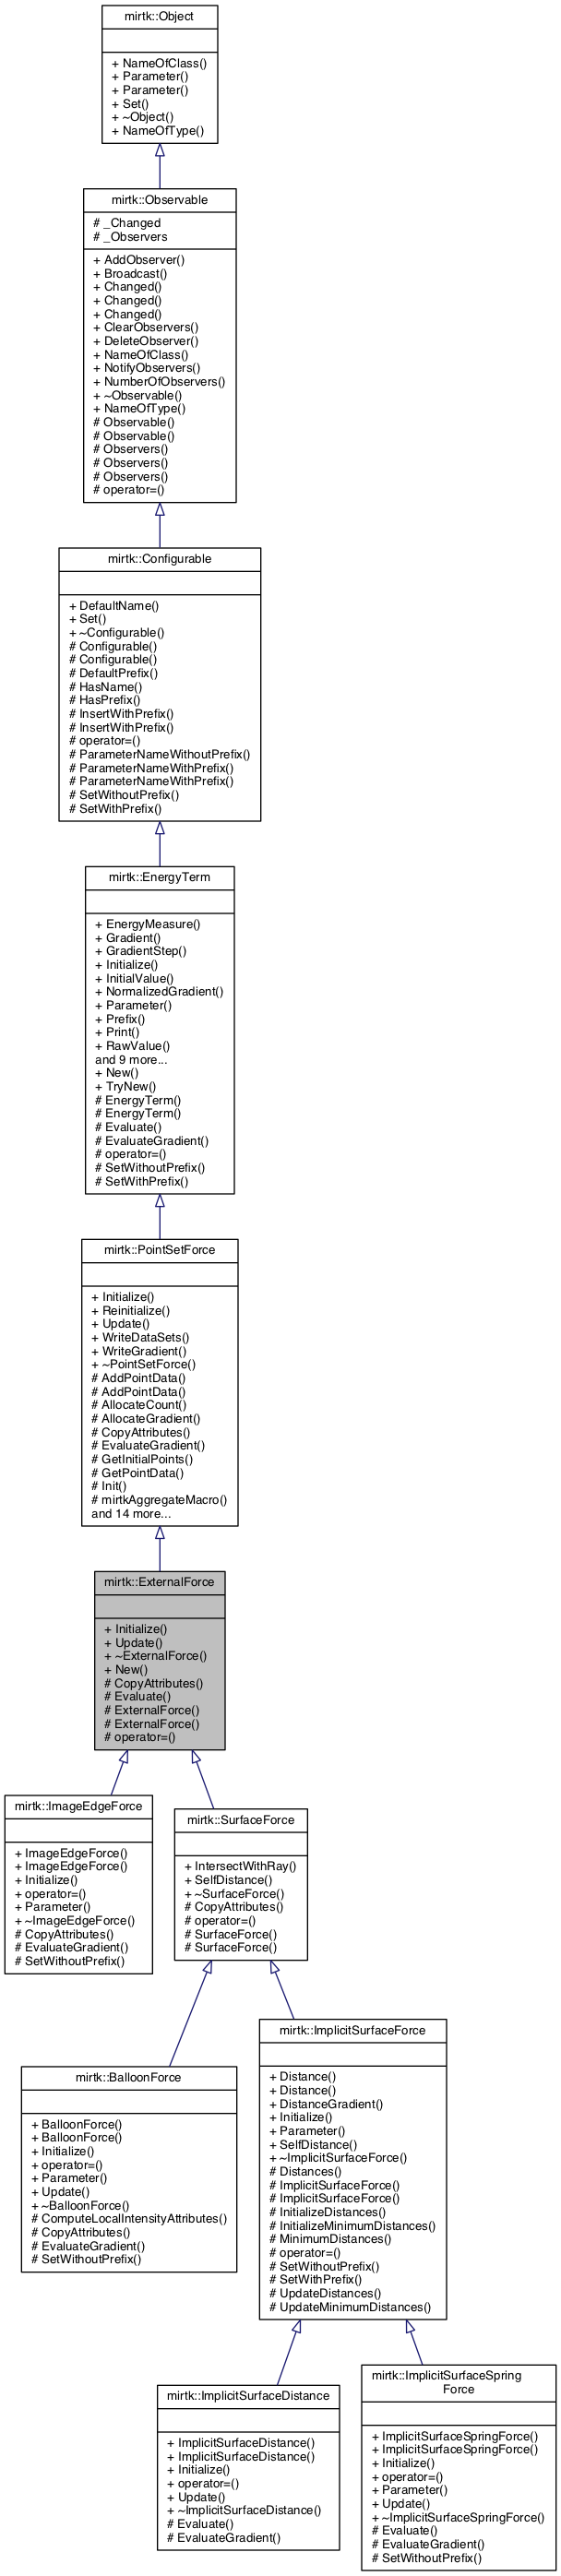 mirtk::Object
+ NameOfClass()
+ Parameter()
+ Parameter()
+ Set()
+ ~Object()
+ NameOfType()
mirtk::Observable
# _Changed
# _Observers
+ AddObserver()
+ Broadcast()
+ Changed()
+ Changed()
+ Changed()
+ ClearObservers()
+ DeleteObserver()
+ NameOfClass()
+ NotifyObservers()
+ NumberOfObservers()
+ ~Observable()
+ NameOfType()
# Observable()
# Observable()
# Observers()
# Observers()
# Observers()
# operator=()
mirtk::Configurable
+ DefaultName()
+ Set()
+ ~Configurable()
# Configurable()
# Configurable()
# DefaultPrefix()
# HasName()
# HasPrefix()
# InsertWithPrefix()
# InsertWithPrefix()
# operator=()
# ParameterNameWithoutPrefix()
# ParameterNameWithPrefix()
# ParameterNameWithPrefix()
# SetWithoutPrefix()
# SetWithPrefix()
mirtk::EnergyTerm
+ EnergyMeasure()
+ Gradient()
+ GradientStep()
+ Initialize()
+ InitialValue()
+ NormalizedGradient()
+ Parameter()
+ Prefix()
+ Print()
+ RawValue()
and 9 more...
+ New()
+ TryNew()
# EnergyTerm()
# EnergyTerm()
# Evaluate()
# EvaluateGradient()
# operator=()
# SetWithoutPrefix()
# SetWithPrefix()
mirtk::PointSetForce
+ Initialize()
+ Reinitialize()
+ Update()
+ WriteDataSets()
+ WriteGradient()
+ ~PointSetForce()
# AddPointData()
# AddPointData()
# AllocateCount()
# AllocateGradient()
# CopyAttributes()
# EvaluateGradient()
# GetInitialPoints()
# GetPointData()
# Init()
# mirtkAggregateMacro()
and 14 more...
mirtk::ExternalForce
+ Initialize()
+ Update()
+ ~ExternalForce()
+ New()
# CopyAttributes()
# Evaluate()
# ExternalForce()
# ExternalForce()
# operator=()
mirtk::ImageEdgeForce
+ ImageEdgeForce()
+ ImageEdgeForce()
+ Initialize()
+ operator=()
+ Parameter()
+ ~ImageEdgeForce()
# CopyAttributes()
# EvaluateGradient()
# SetWithoutPrefix()
mirtk::SurfaceForce
+ IntersectWithRay()
+ SelfDistance()
+ ~SurfaceForce()
# CopyAttributes()
# operator=()
# SurfaceForce()
# SurfaceForce()
mirtk::BalloonForce
+ BalloonForce()
+ BalloonForce()
+ Initialize()
+ operator=()
+ Parameter()
+ Update()
+ ~BalloonForce()
# ComputeLocalIntensityAttributes()
# CopyAttributes()
# EvaluateGradient()
# SetWithoutPrefix()
mirtk::ImplicitSurfaceForce
+ Distance()
+ Distance()
+ DistanceGradient()
+ Initialize()
+ Parameter()
+ SelfDistance()
+ ~ImplicitSurfaceForce()
# Distances()
# ImplicitSurfaceForce()
# ImplicitSurfaceForce()
# InitializeDistances()
# InitializeMinimumDistances()
# MinimumDistances()
# operator=()
# SetWithoutPrefix()
# SetWithPrefix()
# UpdateDistances()
# UpdateMinimumDistances()
mirtk::ImplicitSurfaceDistance
+ ImplicitSurfaceDistance()
+ ImplicitSurfaceDistance()
+ Initialize()
+ operator=()
+ Update()
+ ~ImplicitSurfaceDistance()
# Evaluate()
# EvaluateGradient()
mirtk::ImplicitSurfaceSpring
Force
+ ImplicitSurfaceSpringForce()
+ ImplicitSurfaceSpringForce()
+ Initialize()
+ operator=()
+ Parameter()
+ Update()
+ ~ImplicitSurfaceSpringForce()
# Evaluate()
# EvaluateGradient()
# SetWithoutPrefix()